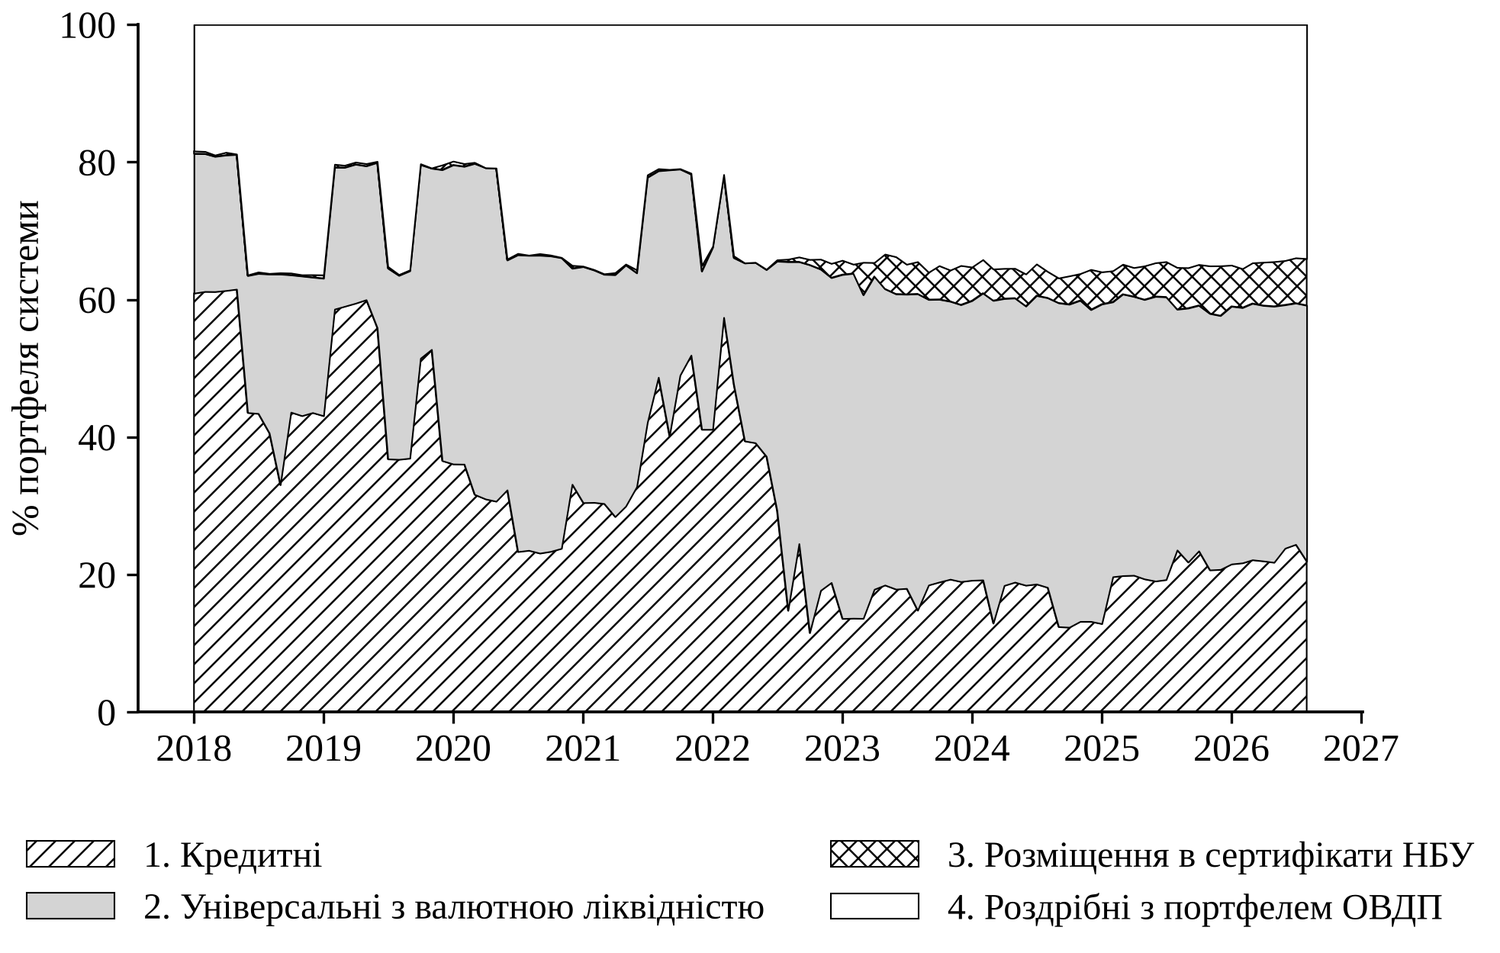 % портфеля системи
100
80
60
40
20
0
2018 2019 2020 2021 2022 2023 2024 2025 2026 2027
1. Кредитні
2. Універсальні з валютною ліквідністю
3. Розміщення в сертифікати НБУ
4. Роздрібні з портфелем ОВДП